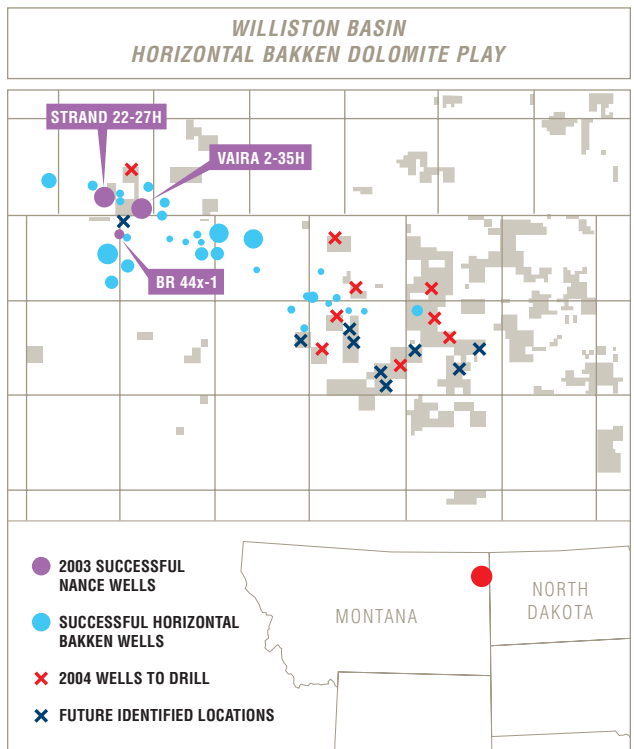 WILLISTON BASIN
HORIZONTAL BAKKEN DOLOMITE PLAY
STRAND 22-27H
VAIRA 2-35H
BR 44x-1
2003 SUCCESSFUL
NANCE WELLS
SUCCESSFUL HORIZONTAL
BAKKEN WELLS
2004 WELLS TO DRILL
FUTURE IDENTIFIED LOCATIONS
MONTANA
NORTH
DAKOTA